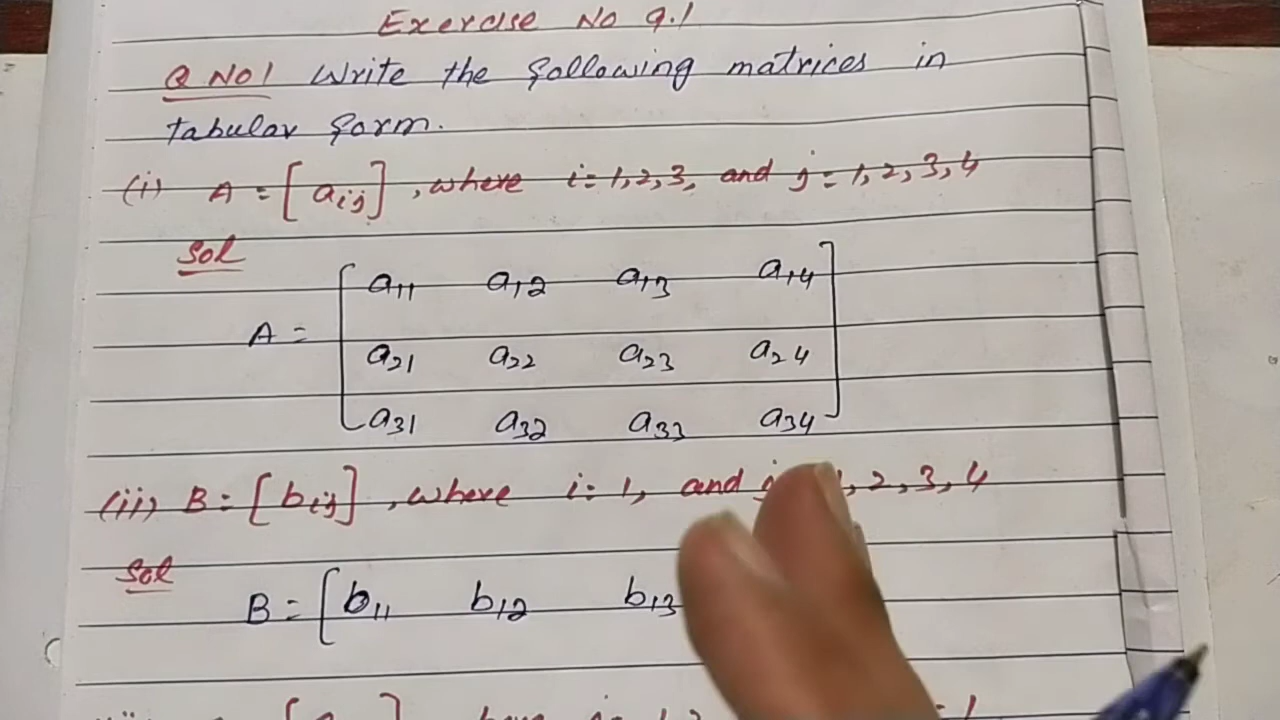 Exercise No 9.1
Q No1 Write the following matrices in
tabular form.
(i) A = [aij], where i = 1,2,3, and j = 1,2,3,4
Sol
a11 a12 a13 a14
A =
a21 a22 a23 a24
a31 a32 a33 a34
(ii) B = [bij], where i = 1, and j 1,2,3,4
Sol
B = [b11 b12 b13